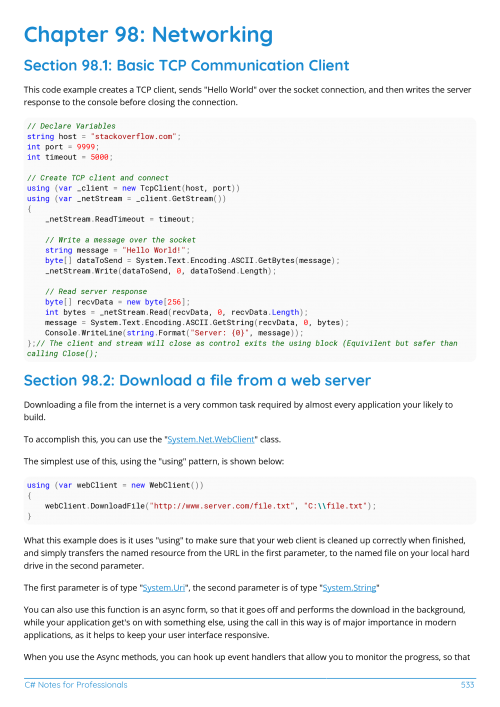 Chapter 98: Networking
Section 98.1: Basic TCP Communication Client
This code example creates a TCP client, sends "Hello World" over the socket connection, and then writes the server
response to the console before closing the connection.
// Declare Variables
string host = "stackoverflow.com";
int port = 9999;
int timeout = 5000;
// Create TCP client and connect
using (var _client = new TcpClient(host, port))
using (var _netStream = _client.GetStream())
{
    _netStream.ReadTimeout = timeout;
    // Write a message over the socket
    string message = "Hello World!";
    byte[] dataToSend = System.Text.Encoding.ASCII.GetBytes(message);
    _netStream.Write(dataToSend, 0, dataToSend.Length);
    // Read server response
    byte[] recvData = new byte[256];
    int bytes = _netStream.Read(recvData, 0, recvData.Length);
    message = System.Text.Encoding.ASCII.GetString(recvData, 0, bytes);
    Console.WriteLine(string.Format("Server: {0}", message));
};// The client and stream will close as control exits the using block (Equivilent but safer than
calling Close();
Section 98.2: Download a file from a web server
Downloading a file from the internet is a very common task required by almost every application your likely to
build.
To accomplish this, you can use the "System.Net.WebClient" class.
The simplest use of this, using the "using" pattern, is shown below:
using (var webClient = new WebClient())
{
    webClient.DownloadFile("http://www.server.com/file.txt", "C:\\file.txt");
}
What this example does is it uses "using" to make sure that your web client is cleaned up correctly when finished,
and simply transfers the named resource from the URL in the first parameter, to the named file on your local hard
drive in the second parameter.
The first parameter is of type "System.Uri", the second parameter is of type "System.String"
You can also use this function is an async form, so that it goes off and performs the download in the background,
while your application get's on with something else, using the call in this way is of major importance in modern
applications, as it helps to keep your user interface responsive.
When you use the Async methods, you can hook up event handlers that allow you to monitor the progress, so that
C# Notes for Professionals
533